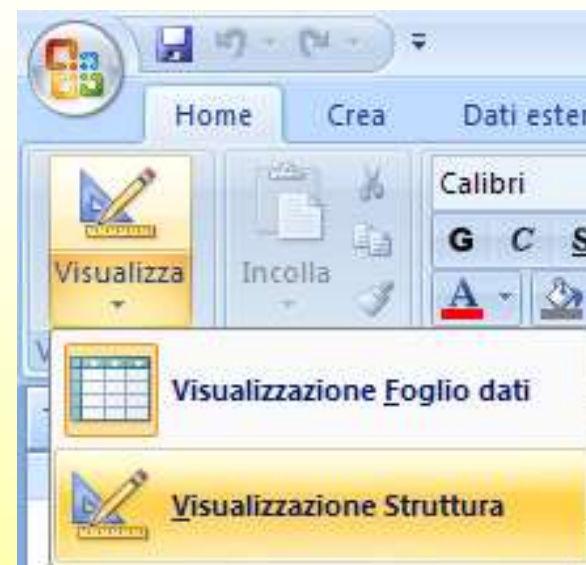 Home Crea Dati ester
Visualizza Incolla Calibri
G C S
A
Visualizzazione Foglio dati
Visualizzazione Struttura